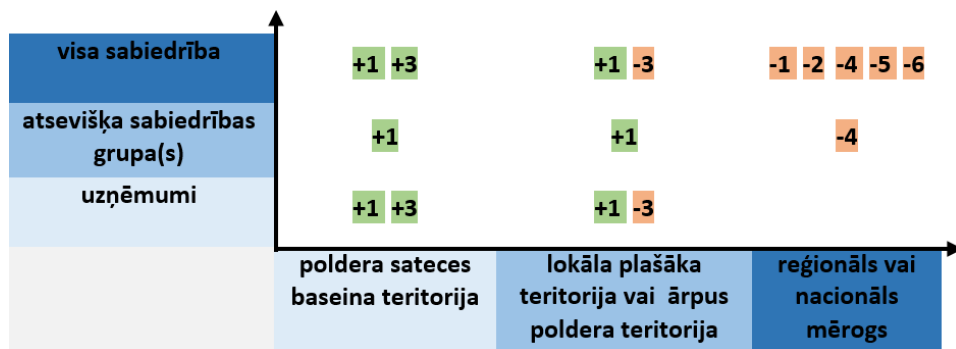 visa sabiedrība
+1 +3
+1 -3
-1 -2 -4 -5 -6
atsevišķa sabiedrības
grupa(s)
+1
+1
-4
uzņēmumi
+1 +3
+1 -3
poldera sateces
baseina teritorija
lokāla plašāka
teritorija vai ārpus
poldera teritorija
reģionāls vai
nacionāls
mērogs